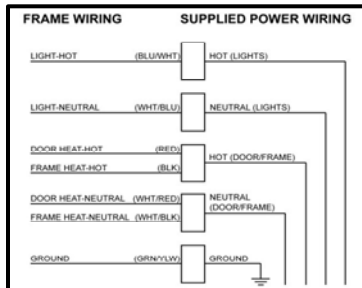 FRAME WIRING SUPPLIED POWER WIRING
LIGHT-HOT (BLU/WHT) HOT (LIGHTS)
LIGHT-NEUTRAL (WHT/BLU) NEUTRAL (LIGHTS)
DOOR HEAT-HOT (RED)
HOT (DOOR/FRAME)
FRAME HEAT-HOT (BLK)
DOOR HEAT-NEUTRAL (WHT/RED) NEUTRAL
(DOOR/FRAME)
FRAME HEAT-NEUTRAL (WHT/BLK)
GROUND (GRN/YLW) GROUND